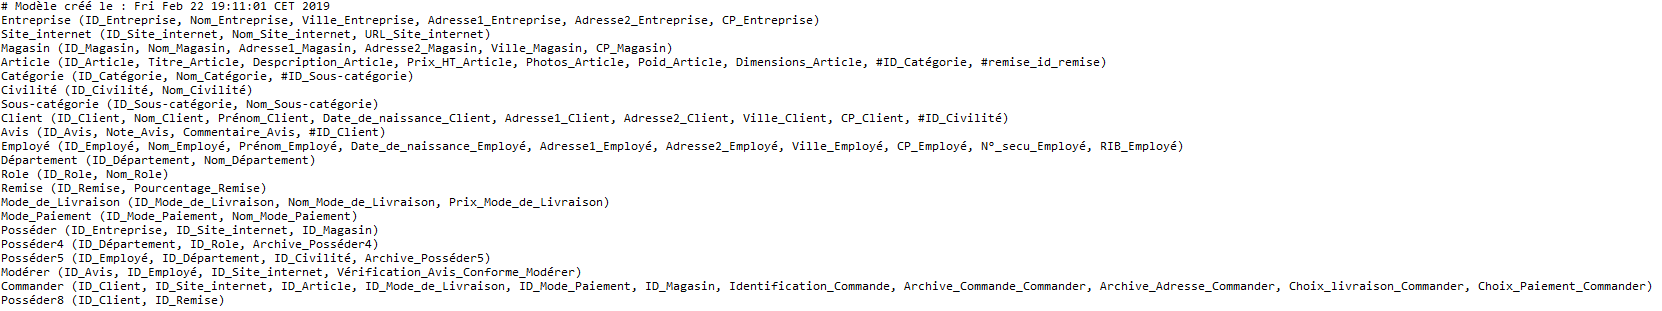 # Modèle créé le : Fri Feb 22 19:11:01 CET 2019
Entreprise (ID_Entreprise, Nom_Entreprise, Ville_Entreprise, Adresse1_Entreprise, Adresse2_Entreprise, CP_Entreprise)
Site_internet (ID_Site_internet, Nom_Site_internet, URL_Site_internet)
Magasin (ID_Magasin, Nom_Magasin, Adresse1_Magasin, Adresse2_Magasin, Ville_Magasin, CP_Magasin)
Article (ID_Article, Titre_Article, Despcription_Article, Prix_HT_Article, Photos_Article, Poid_Article, Dimensions_Article, #ID_Catégorie, #remise_id_remise)
Catégorie (ID_Catégorie, Nom_Catégorie, #ID_Sous-catégorie)
Civilité (ID_Civilité, Nom_Civilité)
Sous-catégorie (ID_Sous-catégorie, Nom_Sous-catégorie)
Client (ID_Client, Nom_Client, Prénom_Client, Date_de_naissance_Client, Adresse1_Client, Adresse2_Client, Ville_Client, CP_Client, #ID_Civilité)
Avis (ID_Avis, Note_Avis, Commentaire_Avis, #ID_Client)
Employé (ID_Employé, Nom_Employé, Prénom_Employé, Date_de_naissance_Employé, Adresse1_Employé, Adresse2_Employé, Ville_Employé, CP_Employé, N°_secu_Employé, RIB_Employé)
Département (ID_Département, Nom_Département)
Role (ID_Role, Nom_Role)
Remise (ID_Remise, Pourcentage_Remise)
Mode_de_Livraison (ID_Mode_de_Livraison, Nom_Mode_de_Livraison, Prix_Mode_de_Livraison)
Mode_Paiement (ID_Mode_Paiement, Nom_Mode_Paiement)
Posséder (ID_Entreprise, ID_Site_internet, ID_Magasin)
Posséder4 (ID_Département, ID_Role, Archive_Posséder4)
Posséder5 (ID_Employé, ID_Département, ID_Civilité, Archive_Posséder5)
Modérer (ID_Avis, ID_Employé, ID_Site_internet, Vérification_Avis_Conforme_Modérer)
Commander (ID_Client, ID_Site_internet, ID_Article, ID_Mode_de_Livraison, ID_Mode_Paiement, ID_Magasin, Identification_Commande, Archive_Commande_Commander, Archive_Adresse_Commander, Choix_livraison_Commander, Choix_Paiement_Commander)
Posséder8 (ID_Client, ID_Remise)